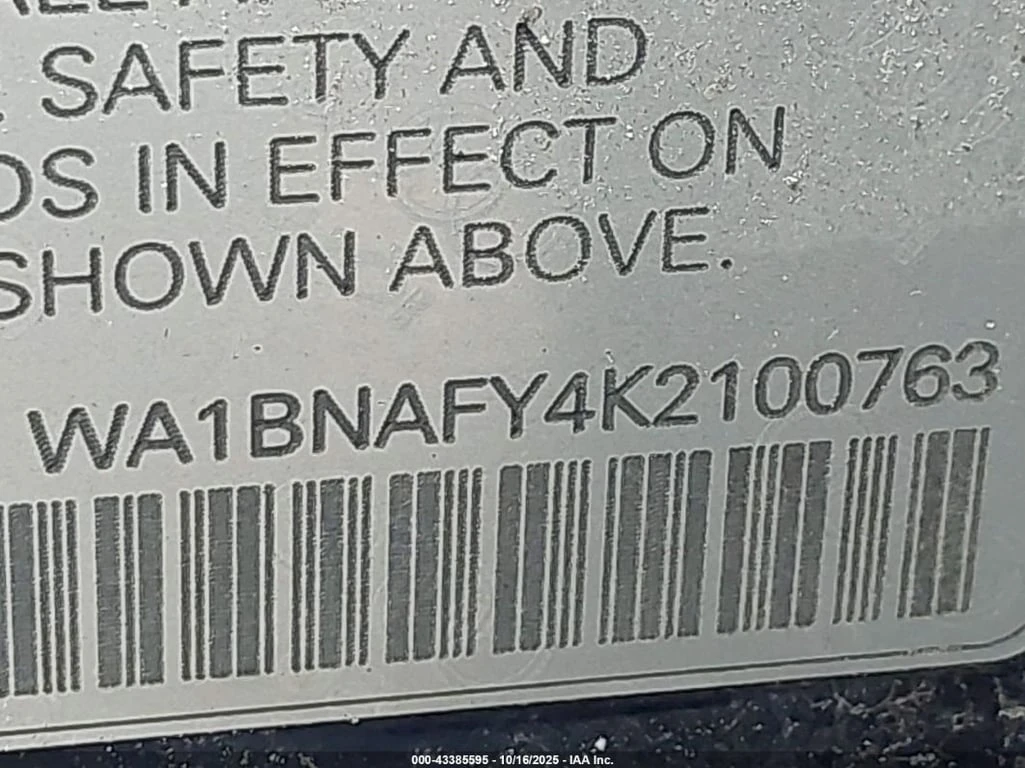 SAFETY AND
DS IN EFFECT ON
SHOWN ABOVE.
WA1BNAFY4K2100763
000-43385595 - 10/16/2025 - IAA Inc.